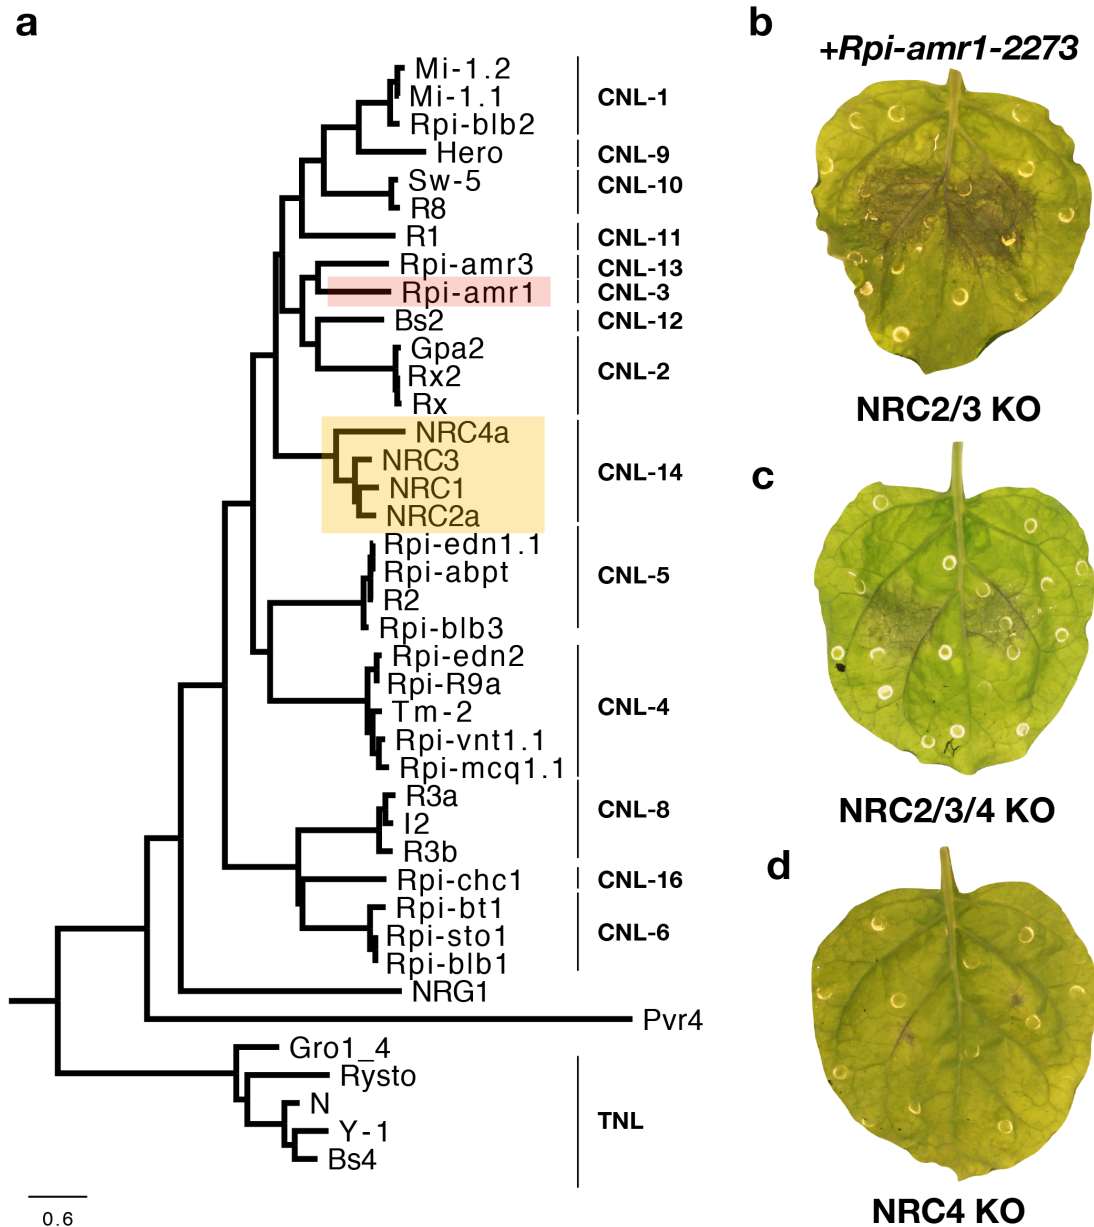 a
Mi-1.2
Mi-1.1
Rpi-blb2
Hero
Sw-5
R8
R1
Rpi-amr3
Rpi-amr1
Bs2
Gpa2
Rx2
Rx
NRC4a
NRC3
NRC1
NRC2a
Rpi-edn1.1
Rpi-abpt
R2
Rpi-blb3
Rpi-edn2
Rpi-R9a
Tm-2
Rpi-vnt1.1
Rpi-mcq1.1
R3a
I2
R3b
Rpi-chc1
Rpi-bt1
Rpi-sto1
Rpi-blb1
NRG1
Pvr4
Gro1_4
Rysto
N
Y-1
Bs4
0.6
CNL-1
CNL-9
CNL-10
CNL-11
CNL-13
CNL-3
CNL-12
CNL-2
CNL-14
CNL-5
CNL-4
CNL-8
CNL-16
CNL-6
TNL
b
+Rpi-amr1-2273
NRC2/3 KO
c
NRC2/3/4 KO
d
NRC4 KO